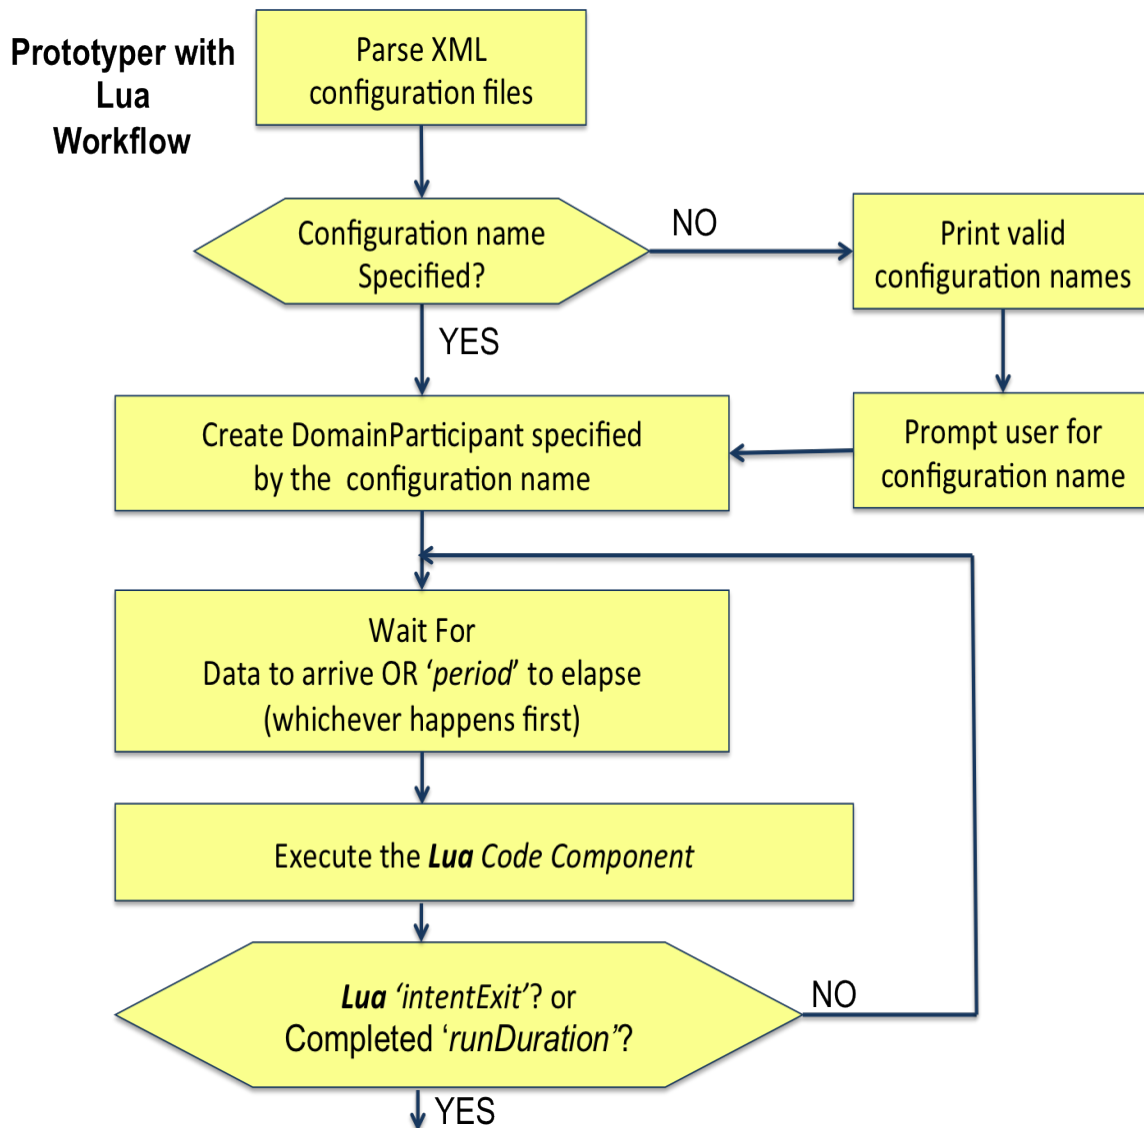 Prototyper with
Lua
Workflow
Parse XML
configuration files
Configuration name
Specified?
NO
Print valid
configuration names
YES
Create DomainParticipant specified
by the configuration name
Prompt user for
configuration name
Wait For
Data to arrive OR ‘period’ to elapse
(whichever happens first)
Execute the Lua Code Component
Lua ‘intentExit’? or
Completed ‘runDuration’?
NO
YES